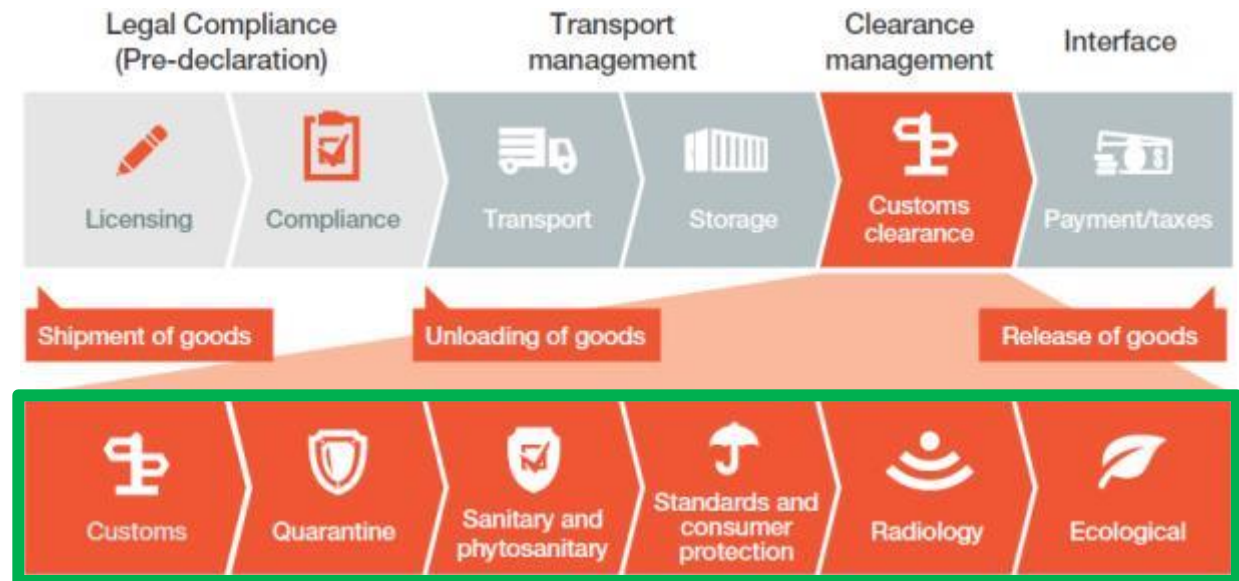 Legal Compliance
(Pre-declaration)
Transport
management
Clearance
management
Interface
Licensing
Compliance
Transport
Storage
Customs
clearance
Payment/taxes
Shipment of goods
Unloading of goods
Release of goods
Customs
Quarantine
Sanitary and
phytosanitary
Standards and
consumer
protection
Radiology
Ecological